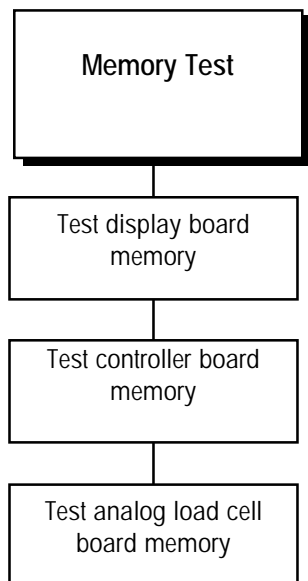 Memory Test
Test display board
memory
Test controller board
memory
Test analog load cell
board memory